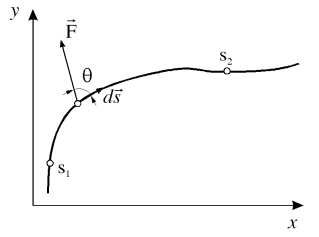 y
F⃗
θ
s₂
ds⃗
s₁
x